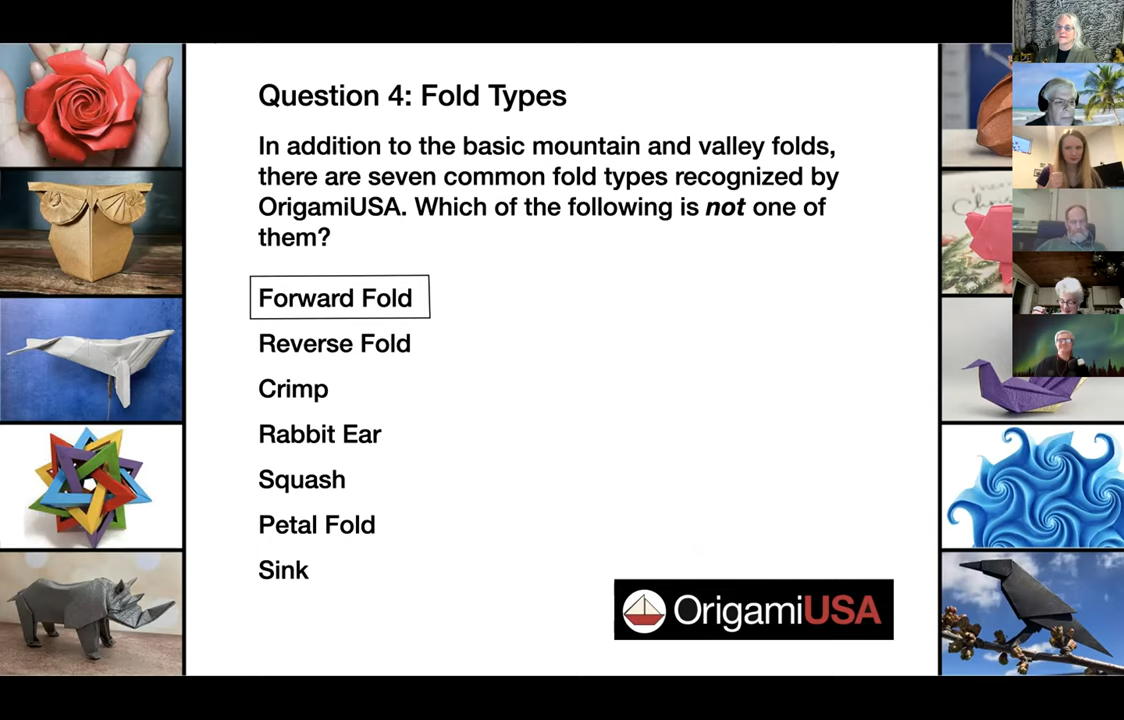 Question 4: Fold Types
In addition to the basic mountain and valley folds,
there are seven common fold types recognized by
OrigamiUSA. Which of the following is not one of
them?
Forward Fold
Reverse Fold
Crimp
Rabbit Ear
Squash
Petal Fold
Sink
OrigamiUSA